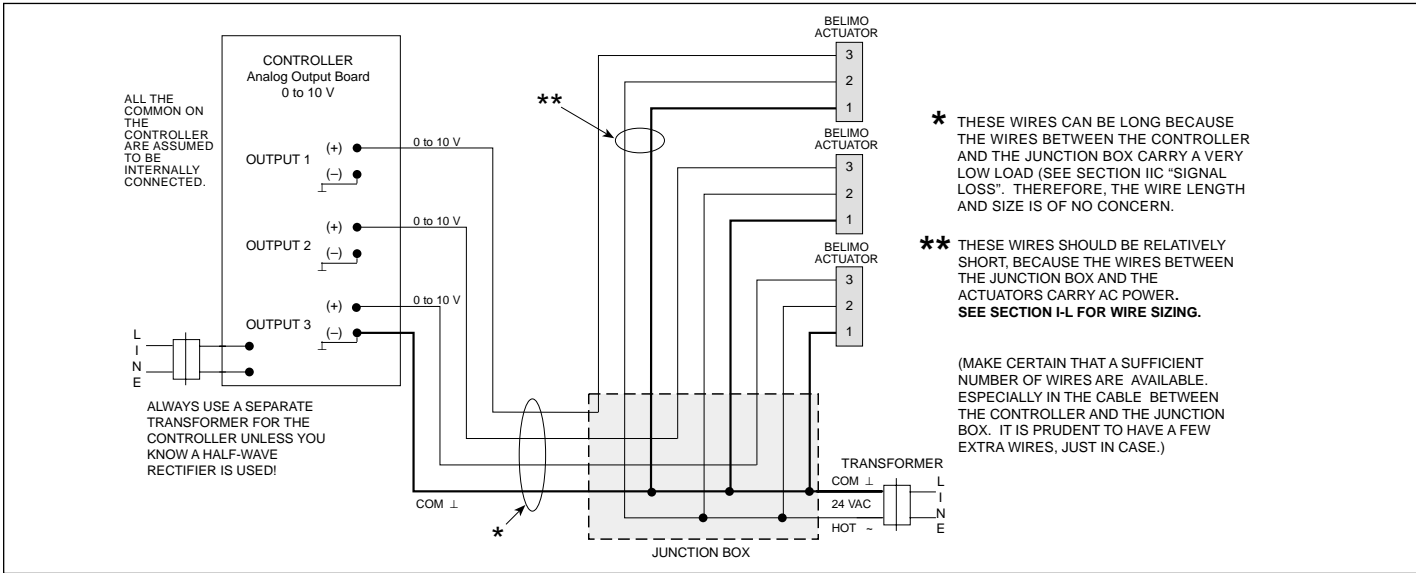 BELIMO
ACTUATOR
3
2
1
CONTROLLER
Analog Output Board
0 to 10 V
ALL THE
COMMON ON
THE
CONTROLLER
ARE ASSUMED
TO BE
INTERNALLY
CONNECTED.
OUTPUT 1
(+)
(–)
⊥
0 to 10 V
OUTPUT 2
(+)
(–)
⊥
0 to 10 V
OUTPUT 3
(+)
(–)
⊥
0 to 10 V
LINE
ALWAYS USE A SEPARATE
TRANSFORMER FOR THE
CONTROLLER UNLESS YOU
KNOW A HALF-WAVE
RECTIFIER IS USED!
**
BELIMO
ACTUATOR
3
2
1
BELIMO
ACTUATOR
3
2
1
COM ⊥
*
JUNCTION BOX
TRANSFORMER
COM ⊥
24 VAC
HOT ~
LINE
* THESE WIRES CAN BE LONG BECAUSE
THE WIRES BETWEEN THE CONTROLLER
AND THE JUNCTION BOX CARRY A VERY
LOW LOAD (SEE SECTION IIC “SIGNAL
LOSS”. THEREFORE, THE WIRE LENGTH
AND SIZE IS OF NO CONCERN.
** THESE WIRES SHOULD BE RELATIVELY
SHORT, BECAUSE THE WIRES BETWEEN
THE JUNCTION BOX AND THE
ACTUATORS CARRY AC POWER.
SEE SECTION I-L FOR WIRE SIZING.
(MAKE CERTAIN THAT A SUFFICIENT
NUMBER OF WIRES ARE AVAILABLE.
ESPECIALLY IN THE CABLE BETWEEN
THE CONTROLLER AND THE JUNCTION
BOX. IT IS PRUDENT TO HAVE A FEW
EXTRA WIRES, JUST IN CASE.)